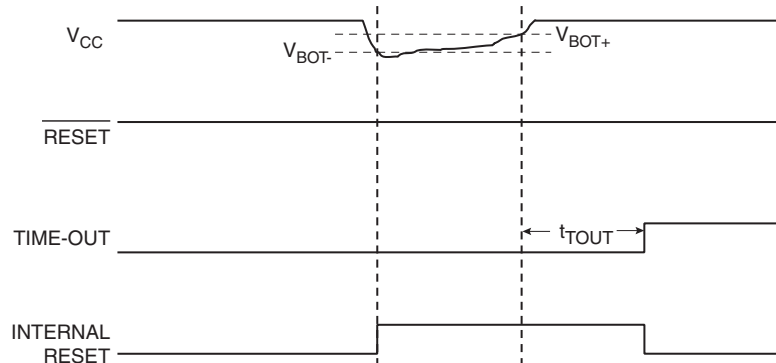 VCC
VBOT-
VBOT+
RESET
TIME-OUT
tTOUT
INTERNAL
RESET